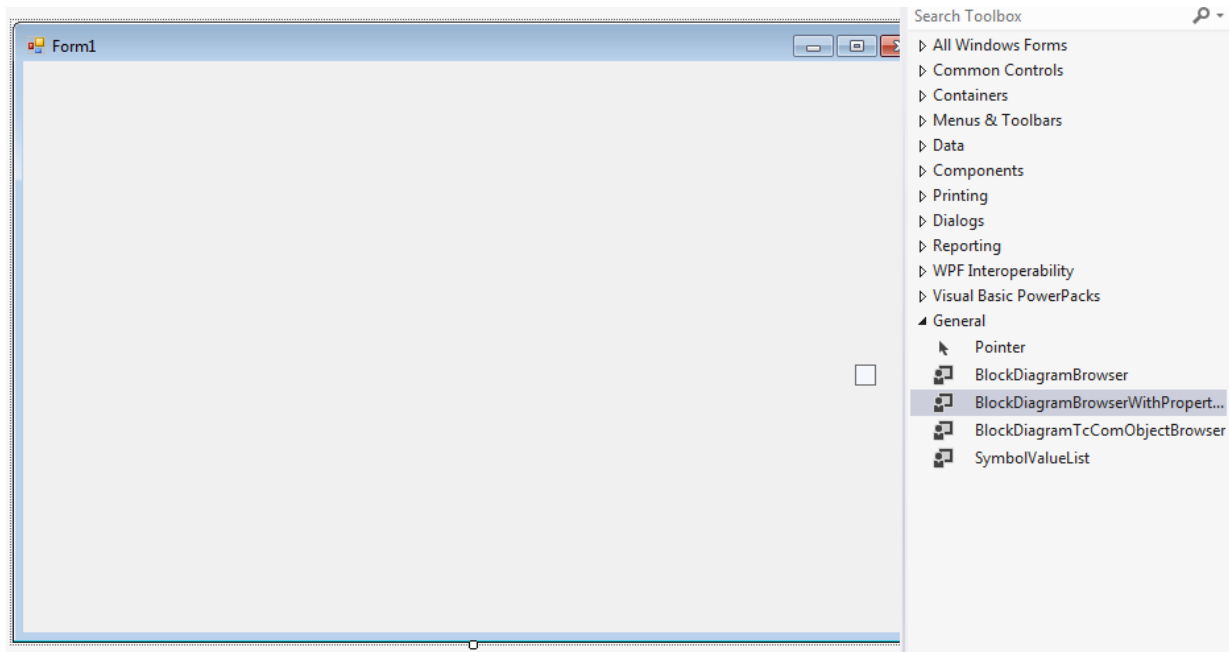 Form1
Search Toolbox
All Windows Forms
Common Controls
Containers
Menus & Toolbars
Data
Components
Printing
Dialogs
Reporting
WPF Interoperability
Visual Basic PowerPacks
General
Pointer
BlockDiagramBrowser
BlockDiagramBrowserWithPropert...
BlockDiagramTcComObjectBrowser
SymbolValueList